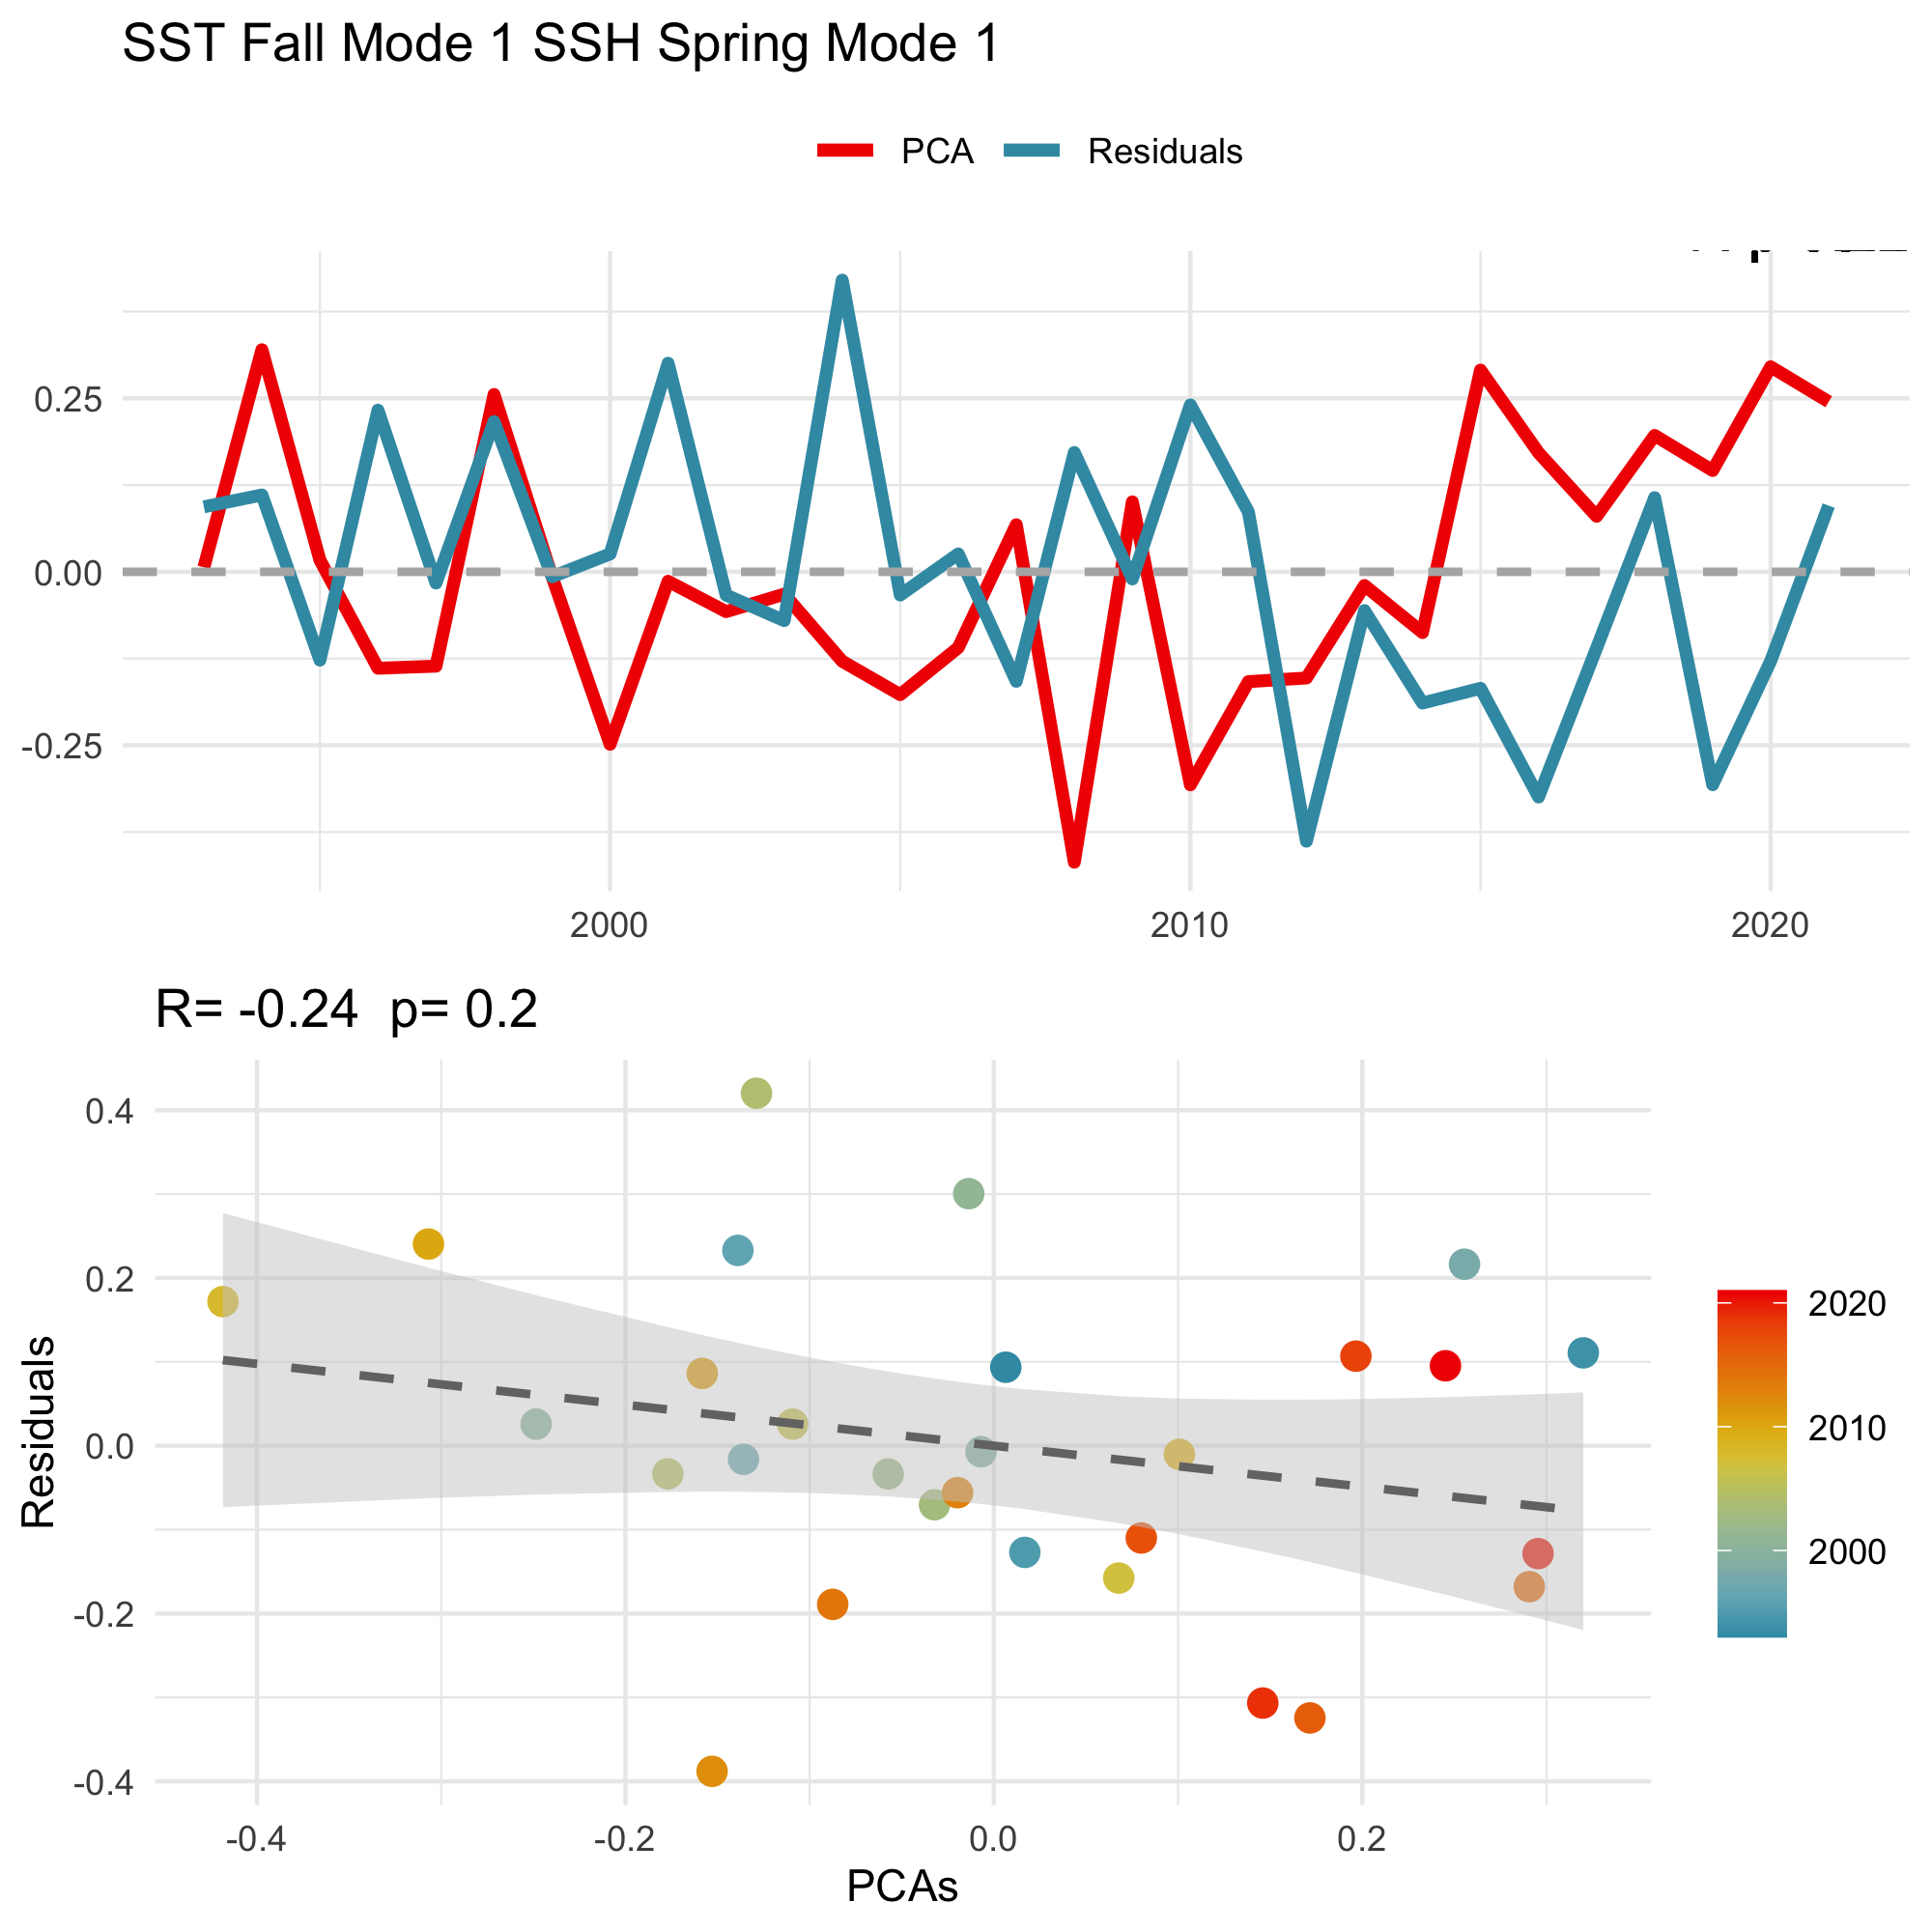 SST Fall Mode 1 SSH Spring Mode 1
PCA Residuals
0.25
0.00
-0.25
2000 2010 2020
R= -0.24 p= 0.2
Residuals
0.4
0.2
0.0
-0.2
-0.4
-0.4 -0.2 0.0 0.2
PCAs
2020
2010
2000